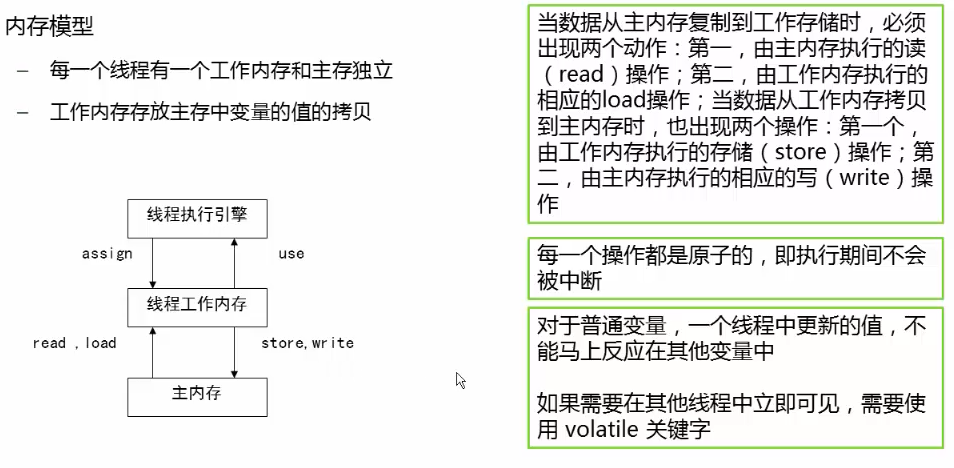 内存模型
– 每一个线程有一个工作内存和主存独立
– 工作内存存放主存中变量的值的拷贝
线程执行引擎
assign
use
线程工作内存
read ,load
store,write
主内存
当数据从主内存复制到工作存储时，必须
出现两个动作：第一，由主内存执行的读
（read）操作；第二，由工作内存执行的
相应的load操作；当数据从工作内存拷贝
到主内存时，也出现两个操作：第一个，
由工作内存执行的存储（store）操作；第
二，由主内存执行的相应的写（write）操
作
每一个操作都是原子的，即执行期间不会
被中断
对于普通变量，一个线程中更新的值，不
能马上反应在其他变量中
如果需要在其他线程中立即可见，需要使
用 volatile 关键字